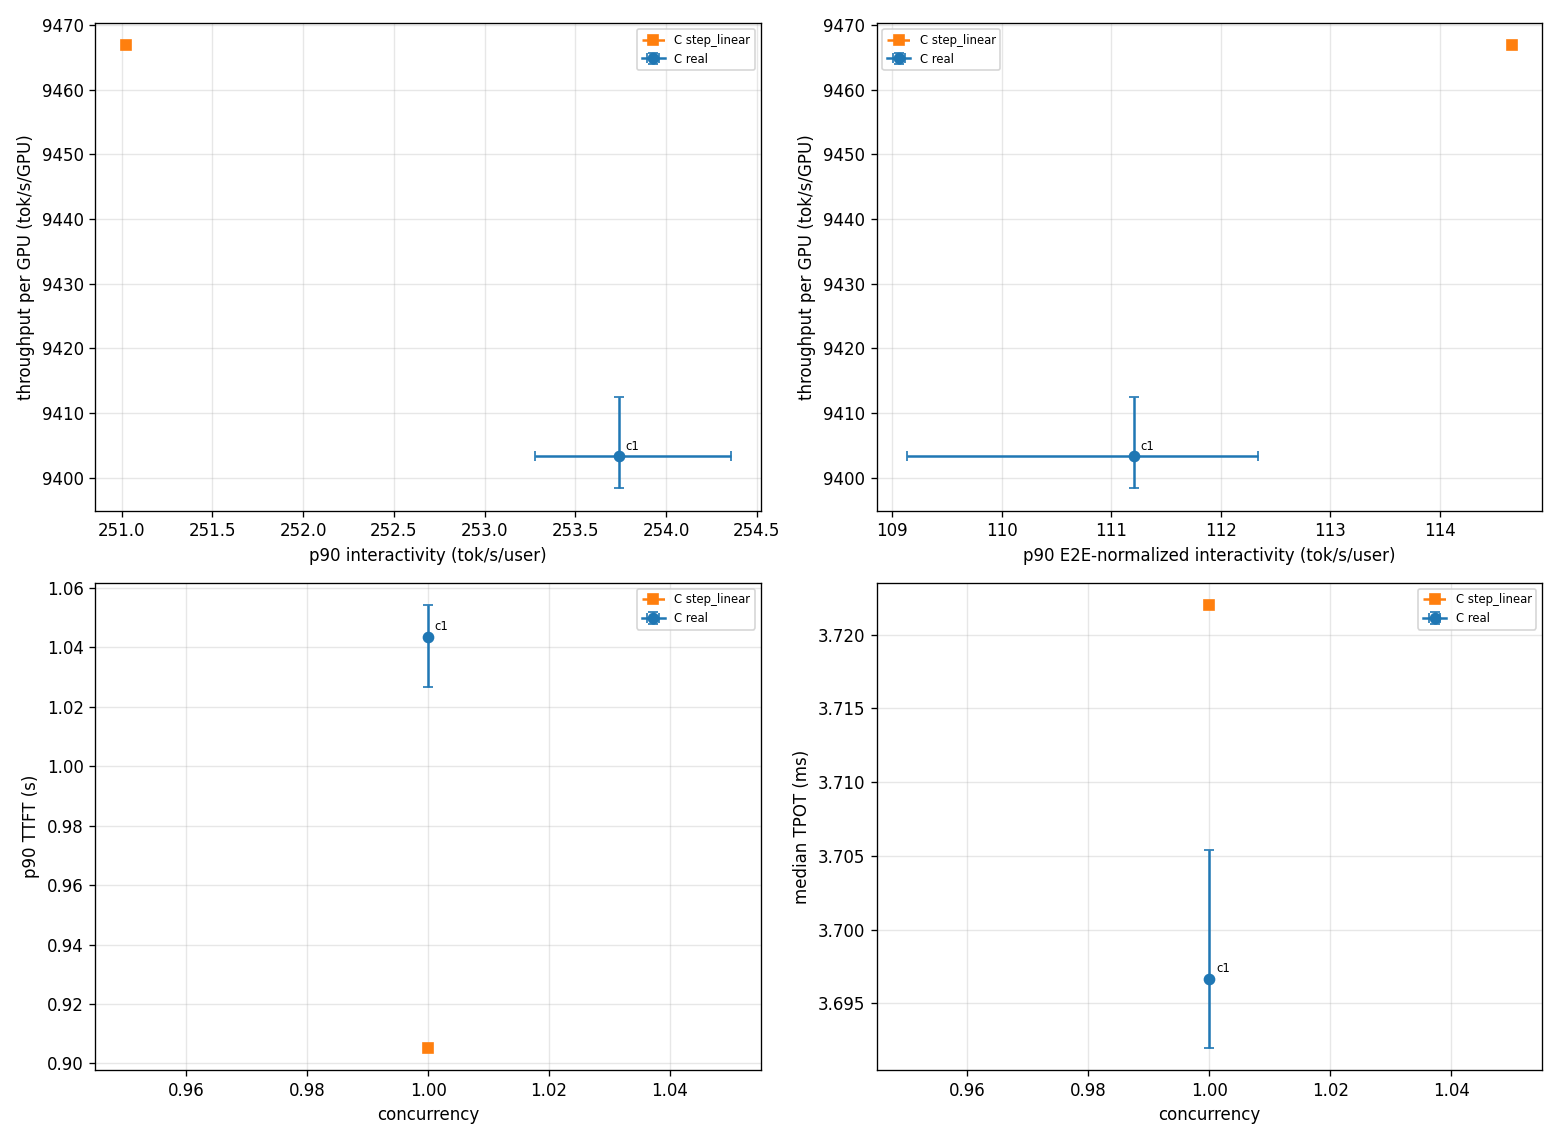 9470
9460
9450
9440
9430
9420
9410
9400
throughput per GPU (tok/s/GPU)
C step_linear
C real
c1
251.0 251.5 252.0 252.5 253.0 253.5 254.0 254.5
p90 interactivity (tok/s/user)
9470
9460
9450
9440
9430
9420
9410
9400
throughput per GPU (tok/s/GPU)
C step_linear
C real
c1
109 110 111 112 113 114
p90 E2E-normalized interactivity (tok/s/user)
1.06
1.04
1.02
1.00
0.98
0.96
0.94
0.92
0.90
p90 TTFT (s)
C step_linear
C real
c1
0.96 0.98 1.00 1.02 1.04
concurrency
3.720
3.715
3.710
3.705
3.700
3.695
median TPOT (ms)
C step_linear
C real
c1
0.96 0.98 1.00 1.02 1.04
concurrency